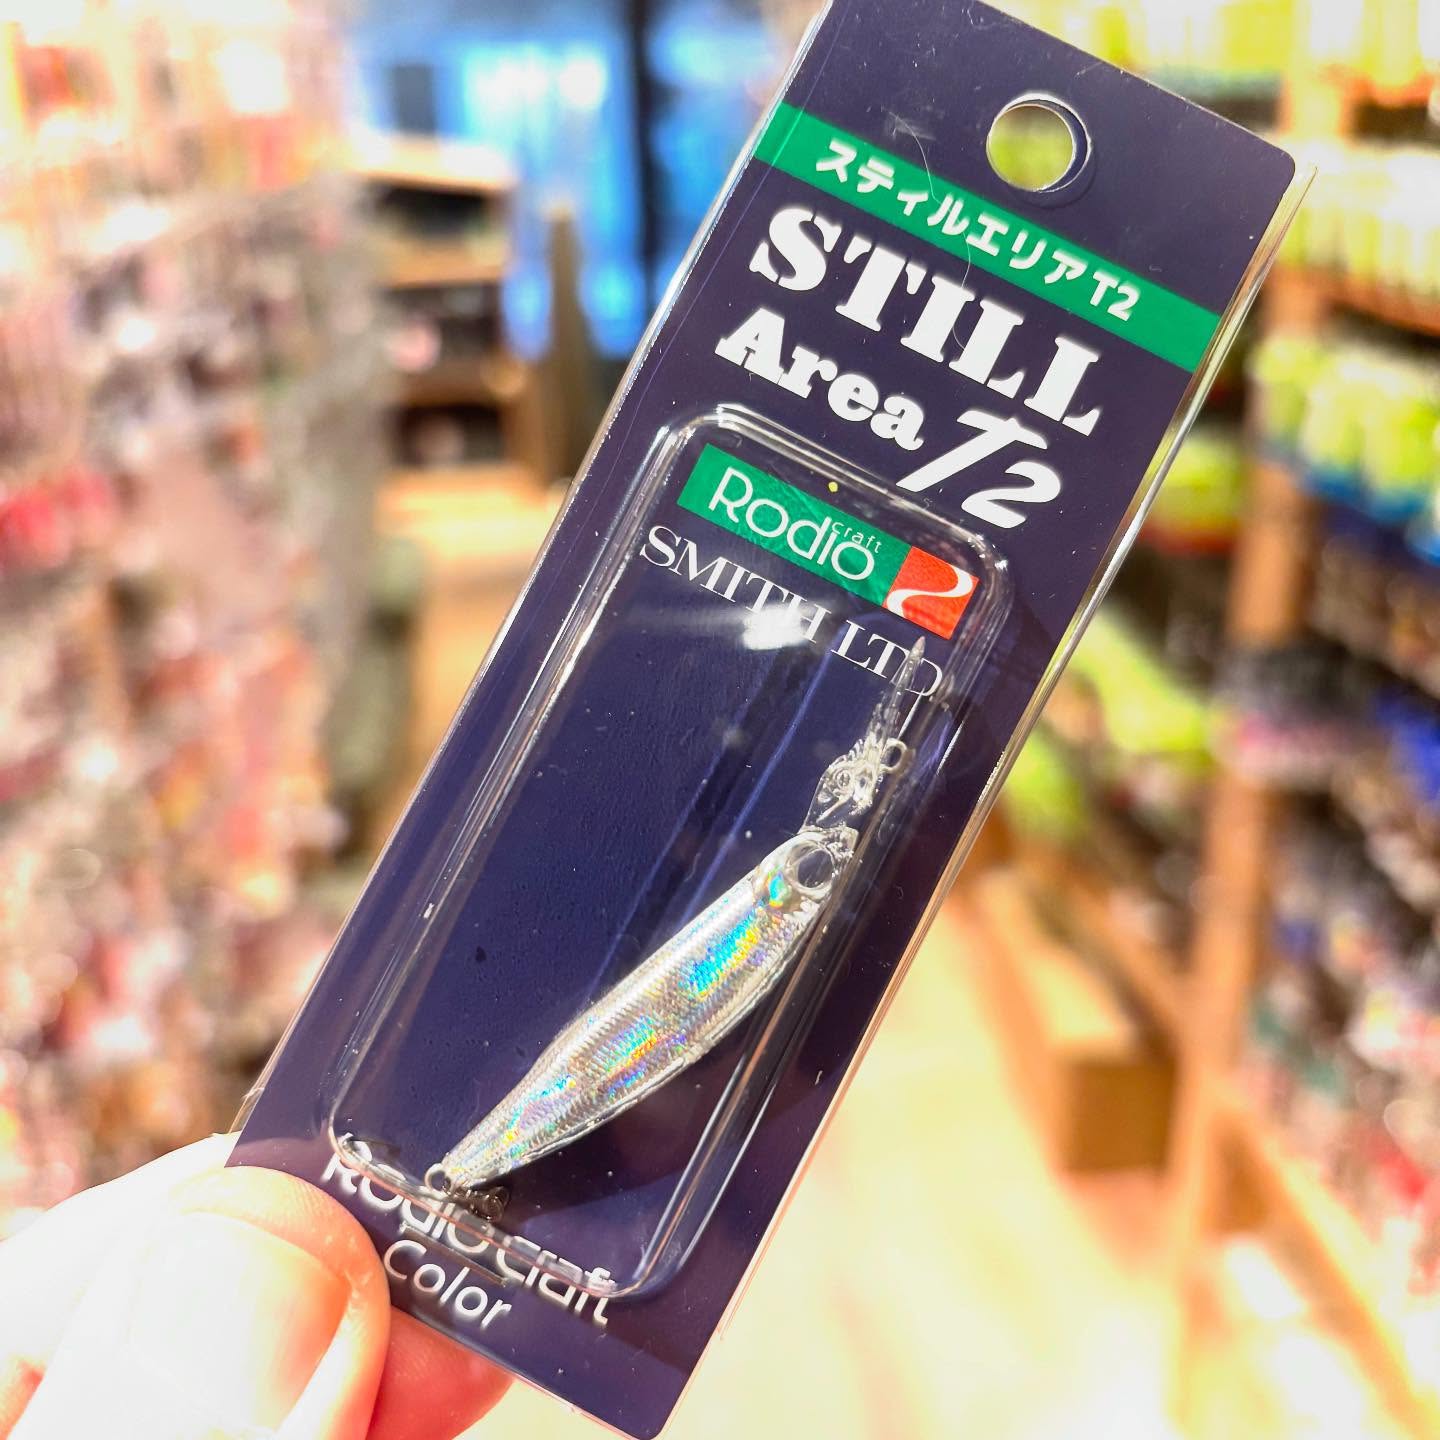 スティルエリアT2
STILL
Area T2
Rodio craft
SMITH LTD
Rodio Craft
Color